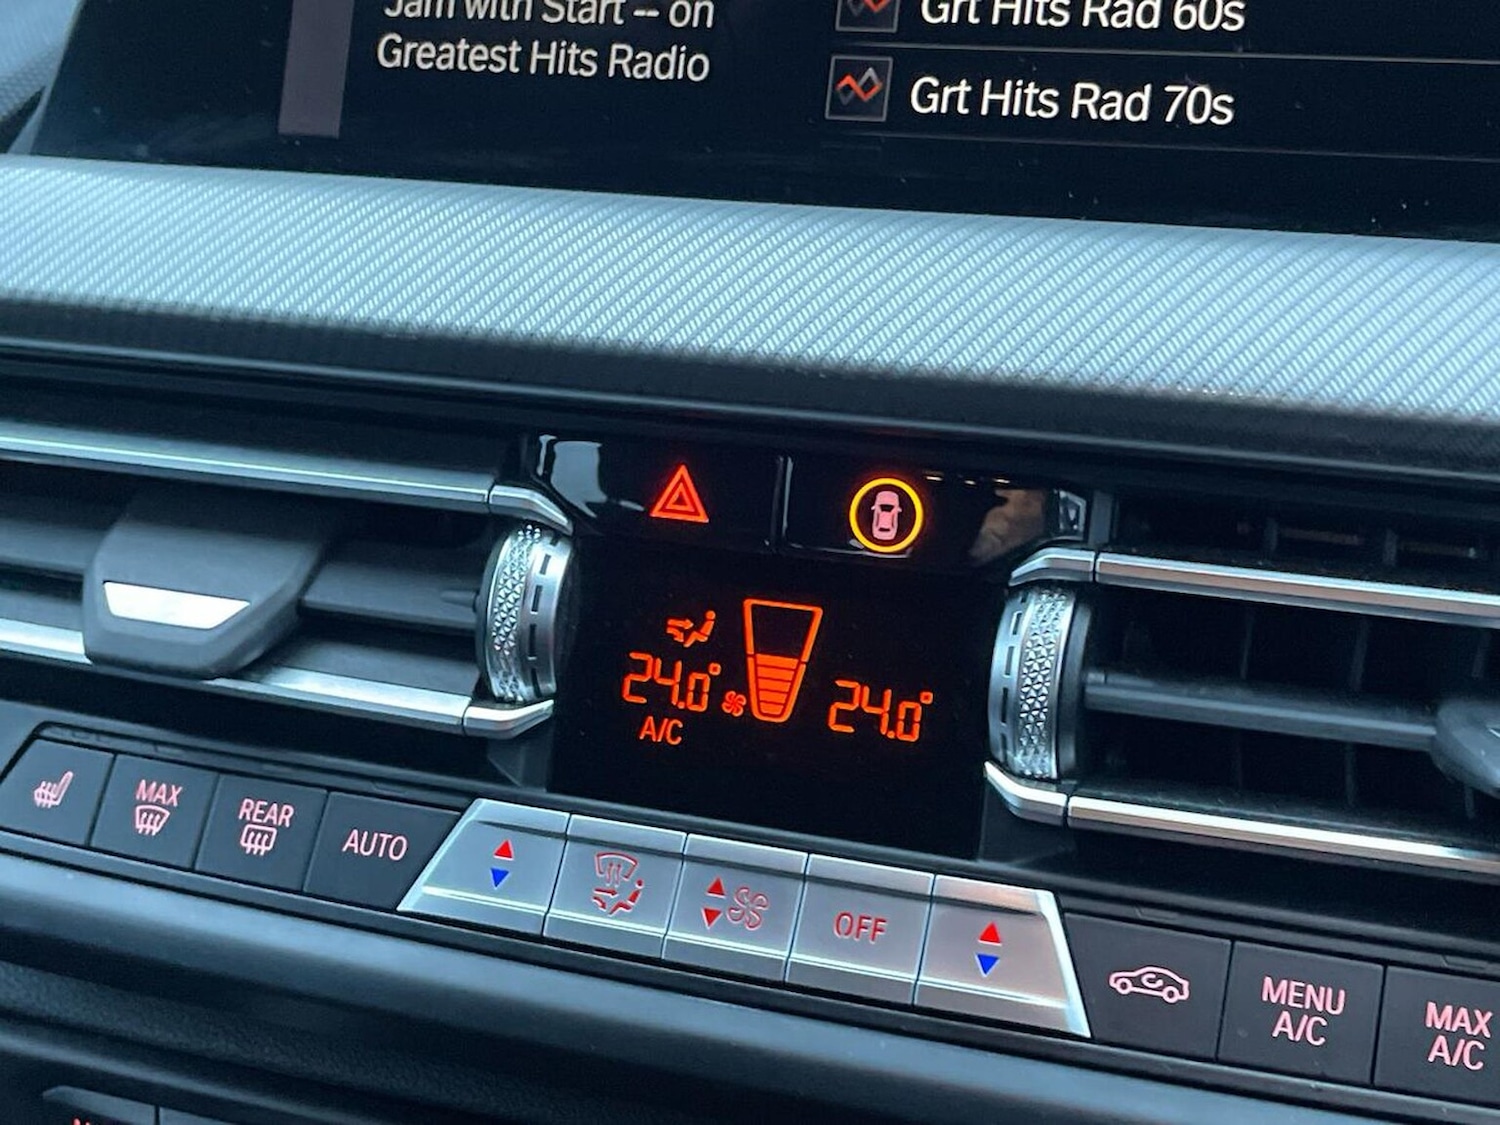 Jam with Start -- on
Greatest Hits Radio
Grt Hits Rad 60s
Grt Hits Rad 70s
24.0°
24.0°
A/C
MAX
REAR
AUTO
OFF
MENU
A/C
MAX
A/C